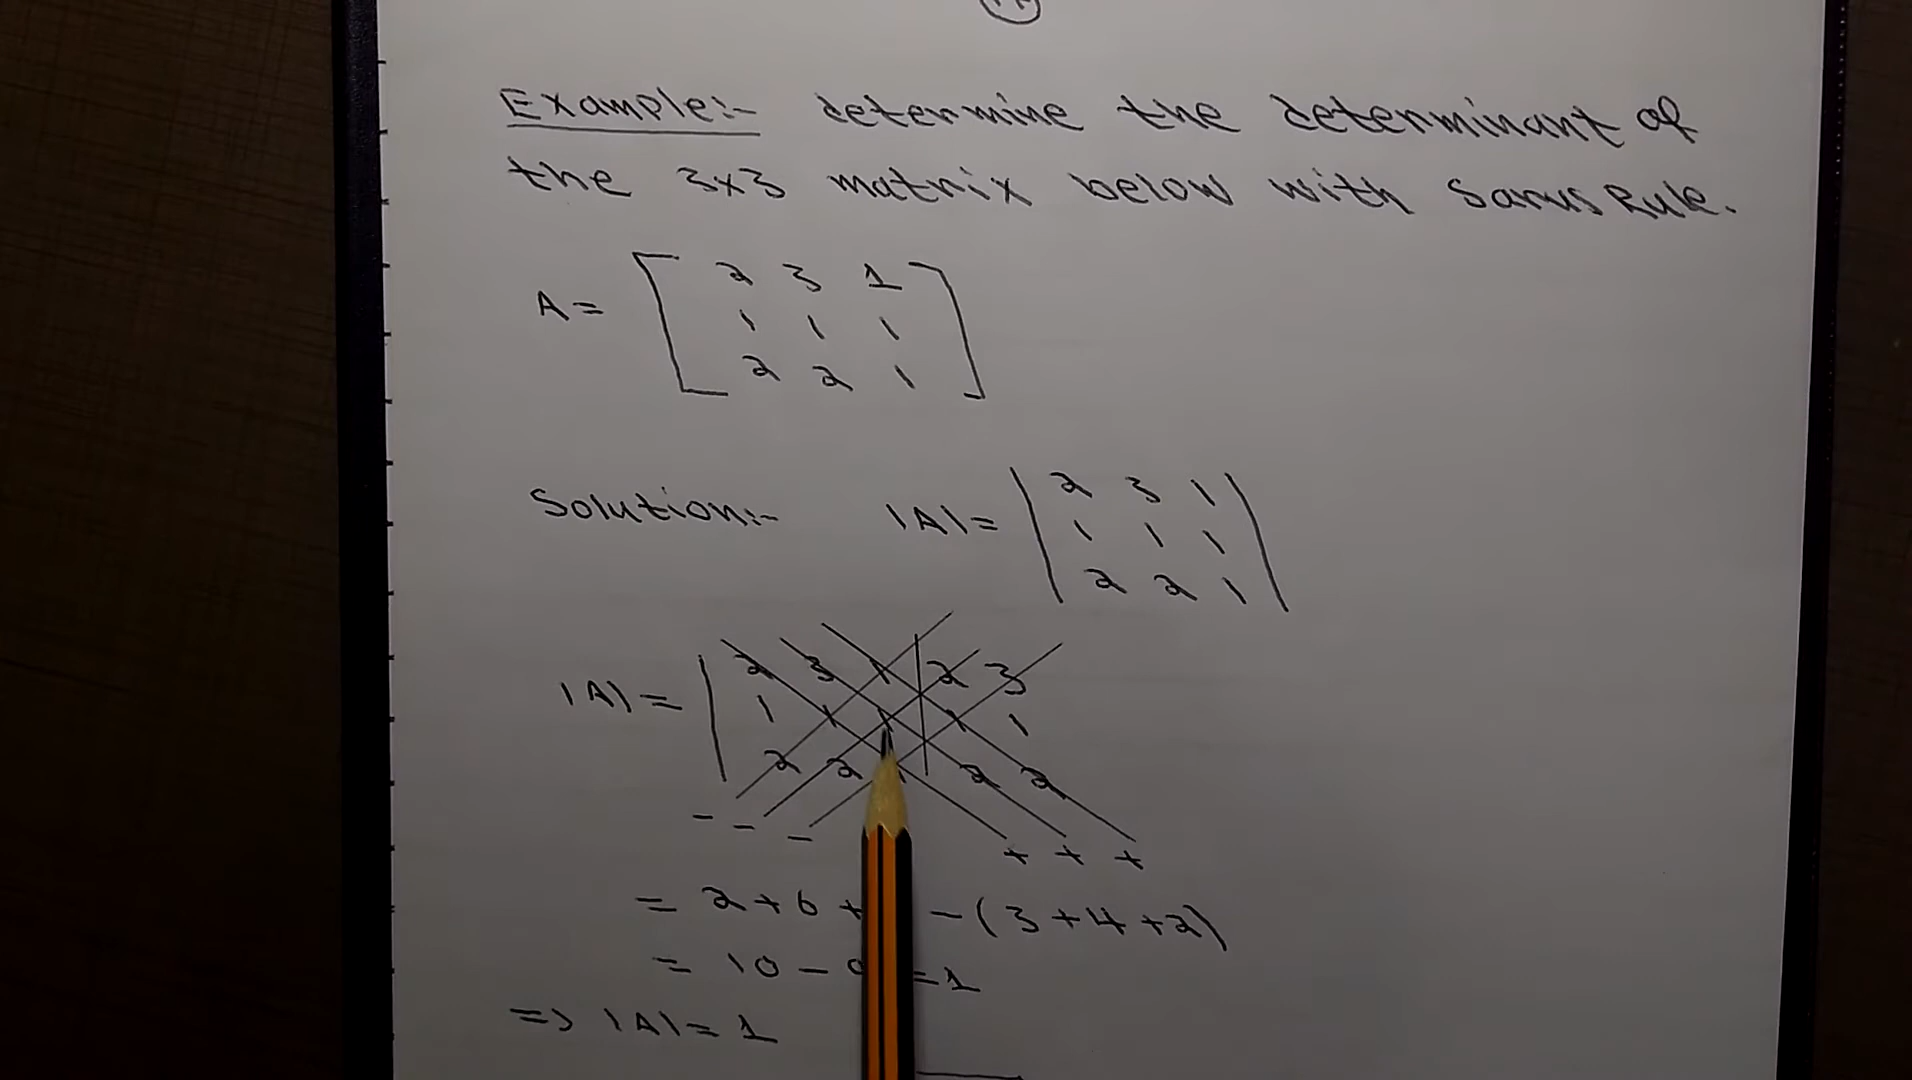 Example:- determine the determinant of
the 3x3 matrix below with Sarus Rule.
A = [ 2 3 1
1 1 1
2 2 1 ]
Solution:- |A| = | 2 3 1
1 1 1
2 2 1 |
|A| = | 2 3 1 | 2 3
1 1 1 | 1 1
2 2 1 | 2 2
- - - + + +
= 2+6+ -(3+4+2)
= 10 - = 1
=> |A| = 1